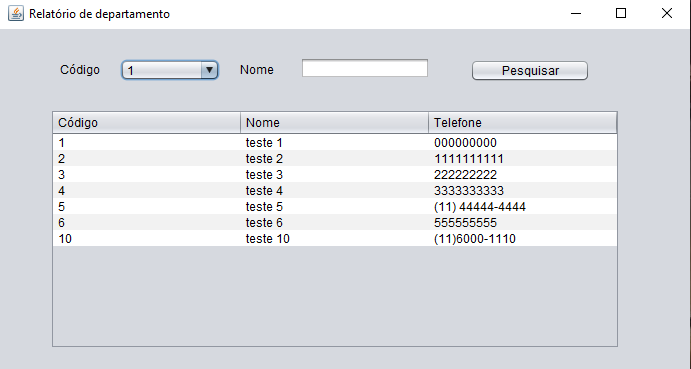 Relatório de departamento
Código 1 Nome Pesquisar
Código Nome Telefone
1 teste 1 000000000
2 teste 2 1111111111
3 teste 3 222222222
4 teste 4 3333333333
5 teste 5 (11) 44444-4444
6 teste 6 555555555
10 teste 10 (11)6000-1110